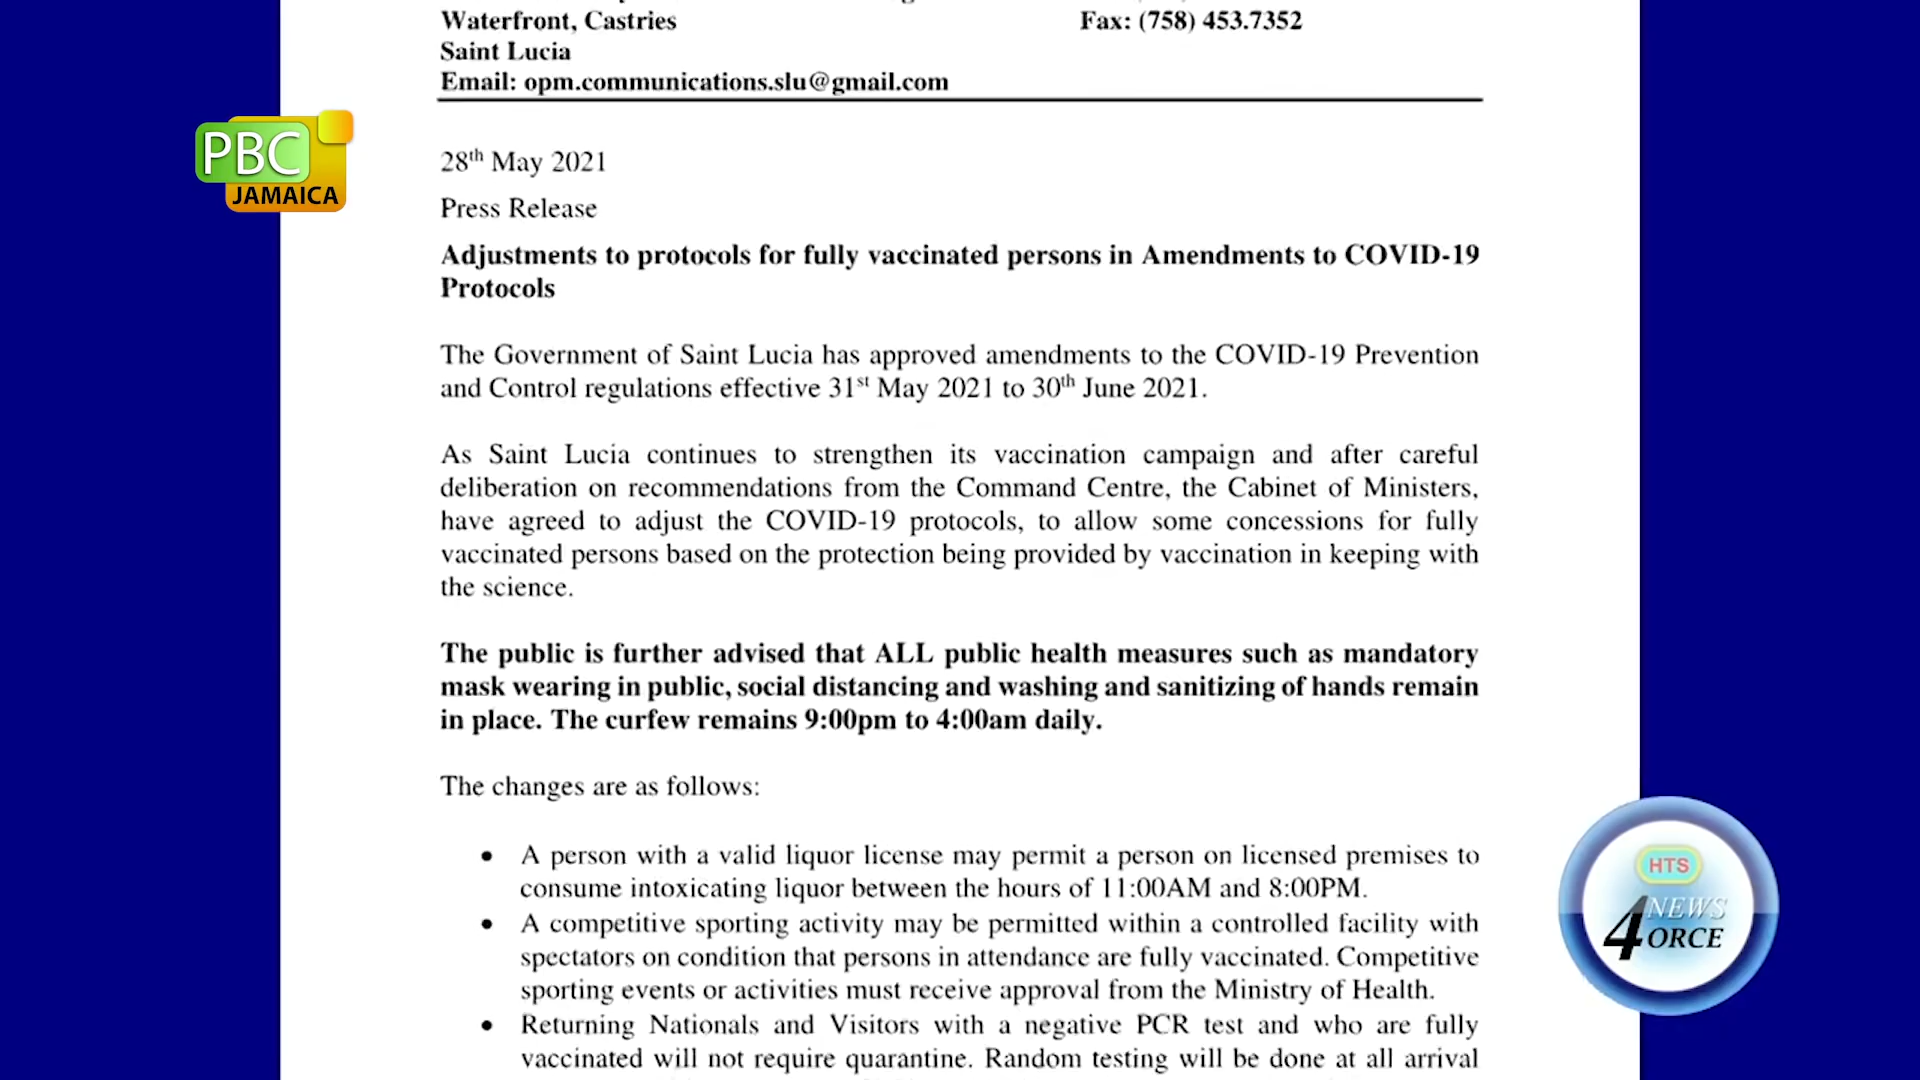 Waterfront, Castries Fax: (758) 453.7352
Saint Lucia
Email: opm.communications.slu@gmail.com
PBC
JAMAICA
28th May 2021
Press Release
Adjustments to protocols for fully vaccinated persons in Amendments to COVID-19
Protocols
The Government of Saint Lucia has approved amendments to the COVID-19 Prevention
and Control regulations effective 31st May 2021 to 30th June 2021.
As Saint Lucia continues to strengthen its vaccination campaign and after careful
deliberation on recommendations from the Command Centre, the Cabinet of Ministers,
have agreed to adjust the COVID-19 protocols, to allow some concessions for fully
vaccinated persons based on the protection being provided by vaccination in keeping with
the science.
The public is further advised that ALL public health measures such as mandatory
mask wearing in public, social distancing and washing and sanitizing of hands remain
in place. The curfew remains 9:00pm to 4:00am daily.
The changes are as follows:
• A person with a valid liquor license may permit a person on licensed premises to
consume intoxicating liquor between the hours of 11:00AM and 8:00PM.
• A competitive sporting activity may be permitted within a controlled facility with
spectators on condition that persons in attendance are fully vaccinated. Competitive
sporting events or activities must receive approval from the Ministry of Health.
• Returning Nationals and Visitors with a negative PCR test and who are fully
vaccinated will not require quarantine. Random testing will be done at all arrival
HTS
NEWS
4ORCE